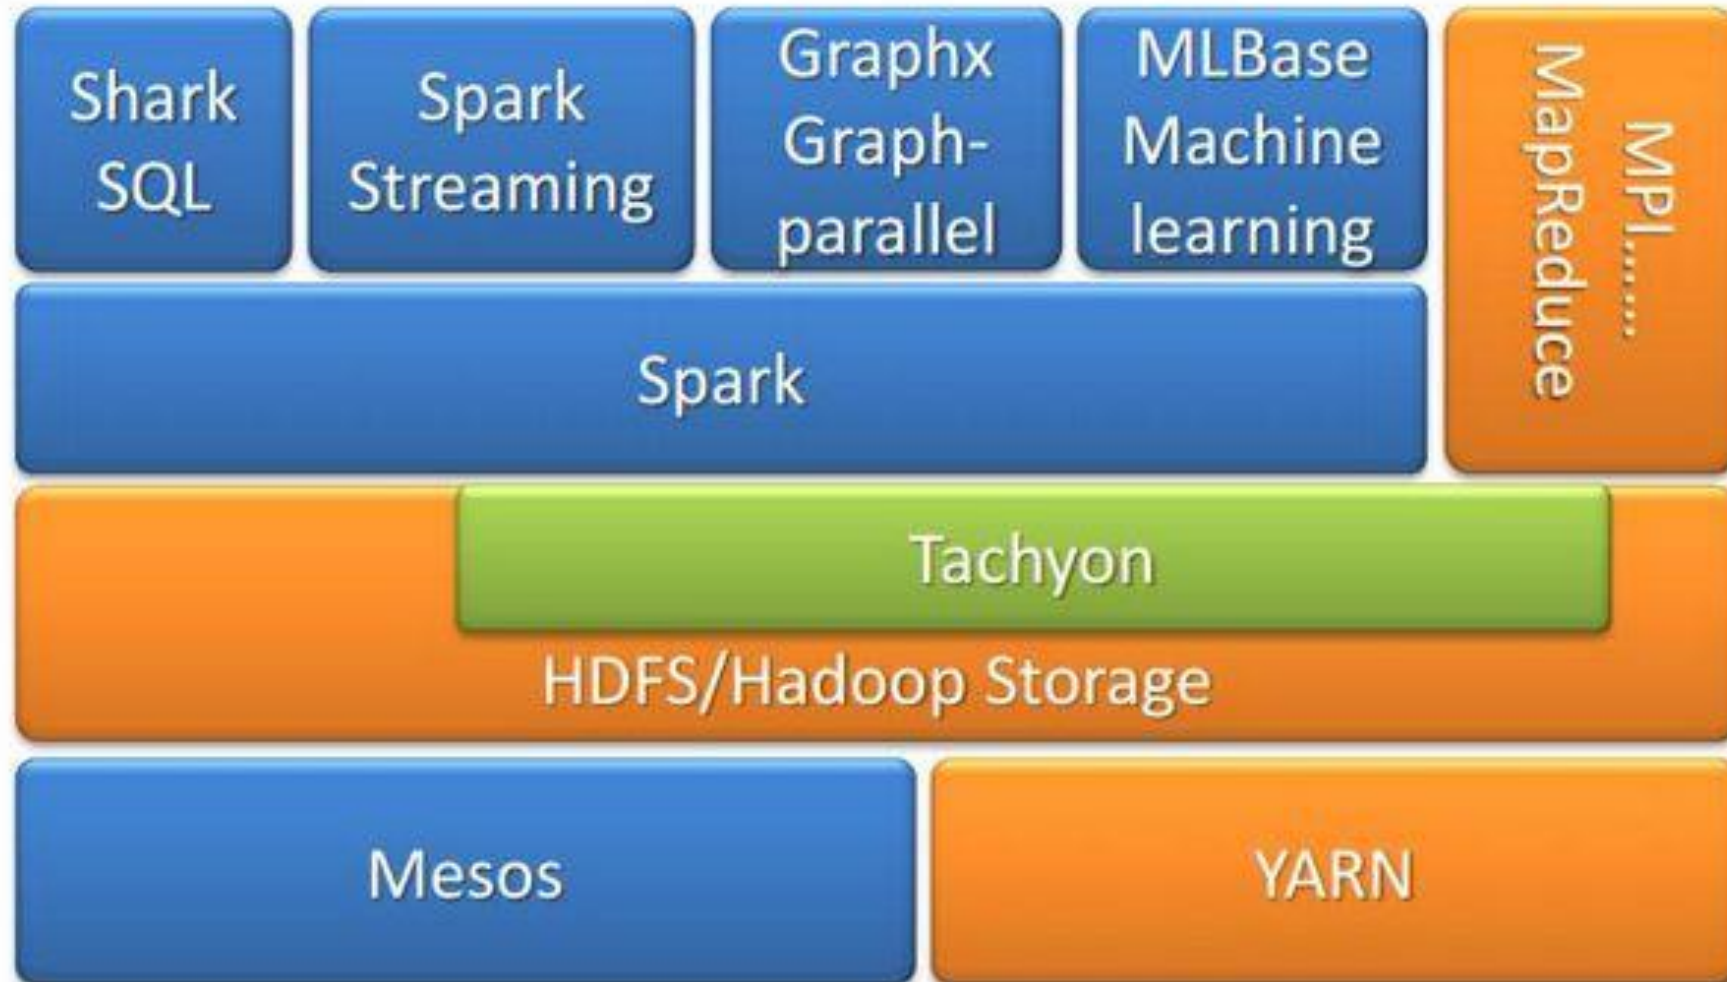 Shark
SQL
Spark
Streaming
Graphx
Graph-
parallel
MLBase
Machine
learning
MPI......
MapReduce
Spark
Tachyon
HDFS/Hadoop Storage
Mesos
YARN